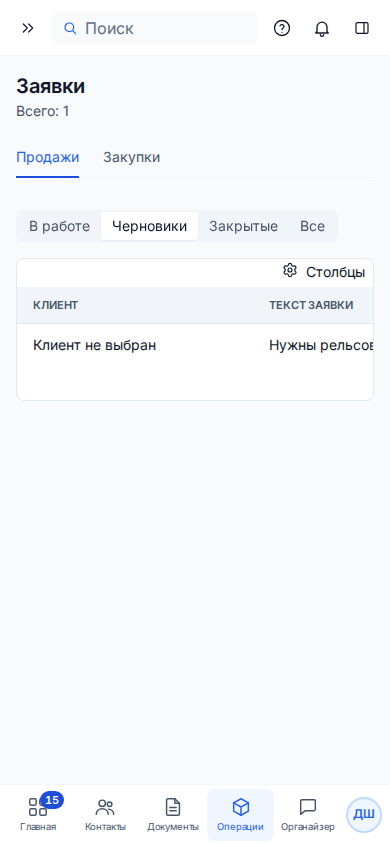 Поиск
Заявки
Всего: 1
Продажи Закупки
В работе Черновики Закрытые Все
Столбцы
КЛИЕНТ ТЕКСТ ЗАЯВКИ
Клиент не выбран Нужны рельсов
15
Главная Контакты Документы Операции Органайзер ДШ